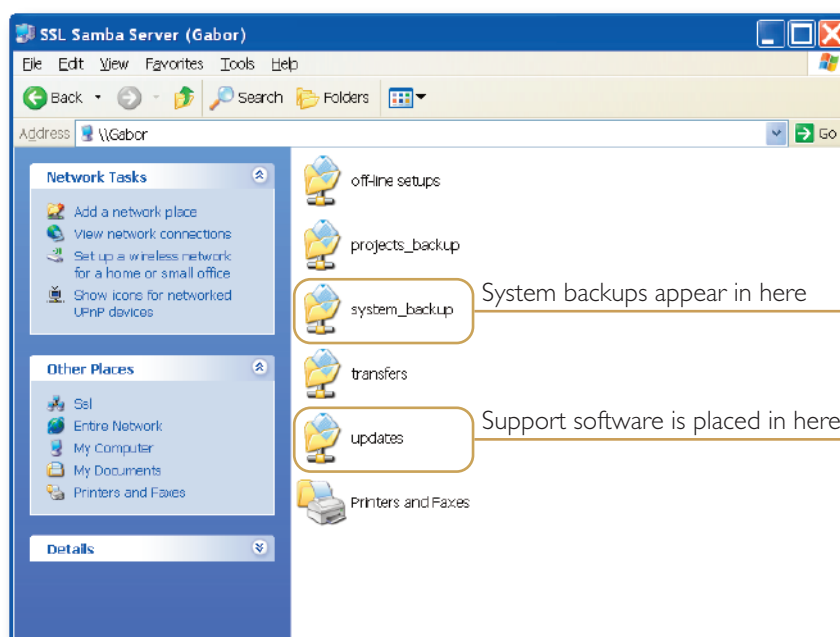 SSL Samba Server (Gabor)
File Edit View Favorites Tools Help
Back Search Folders
Address \\Gabor Go
Network Tasks
Add a network place
View network connections
Set up a wireless network
for a home or small office
Show icons for networked
UPnP devices
Other Places
Ssl
Entire Network
My Computer
My Documents
Printers and Faxes
Details
off-line setups
projects_backup
system_backup
System backups appear in here
transfers
updates
Support software is placed in here
Printers and Faxes